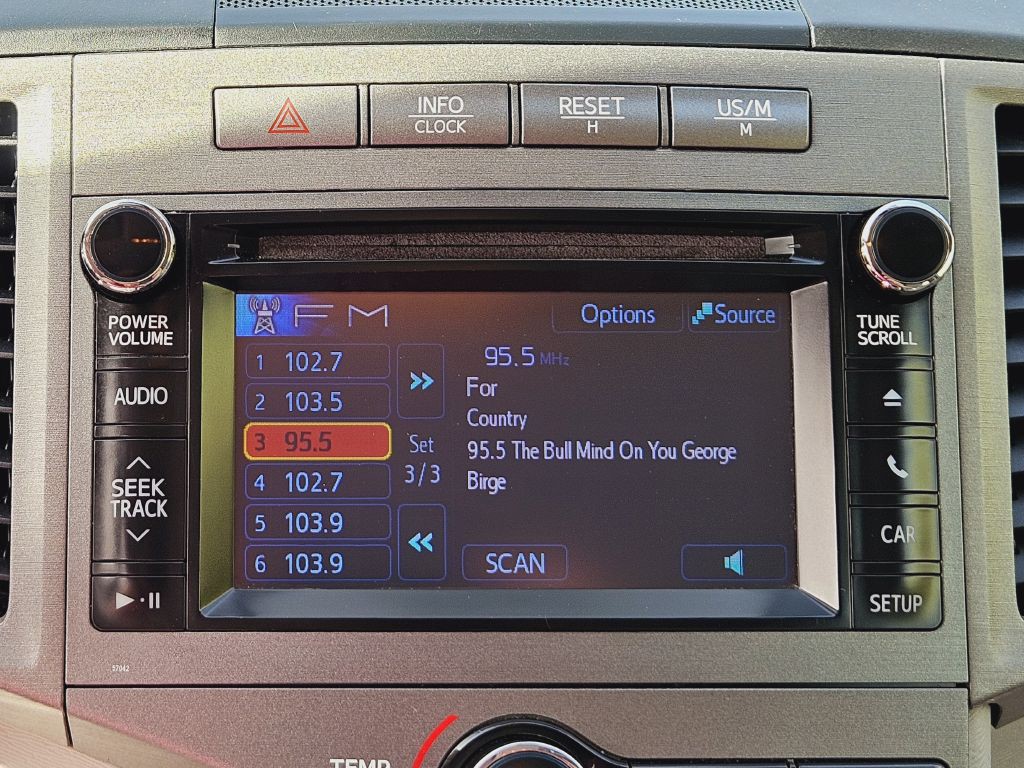 INFO
CLOCK
RESET
H
US/M
M
POWER
VOLUME
AUDIO
SEEK
TRACK
FM
Options
Source
1 102.7
2 103.5
3 95.5
4 102.7
5 103.9
6 103.9
Set
3/3
95.5 MHz
For
Country
95.5 The Bull Mind On You George
Birge
SCAN
TUNE
SCROLL
CAR
SETUP
57042
TEMP